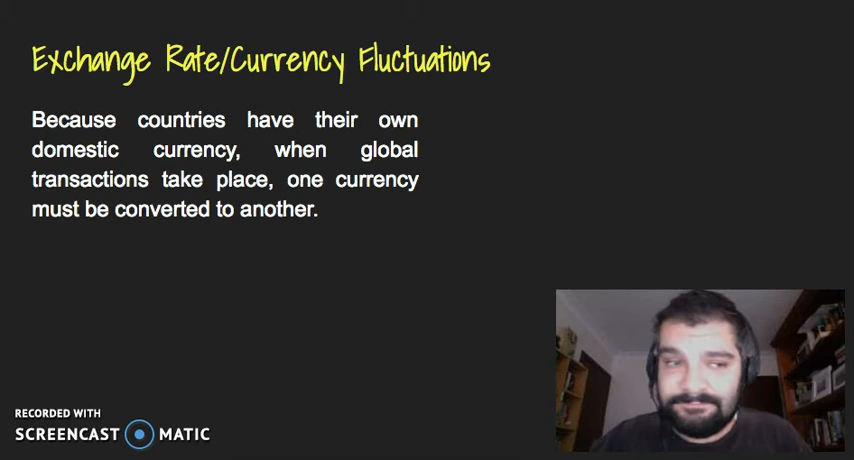 Exchange Rate/Currency Fluctuations
Because countries have their own
domestic currency, when global
transactions take place, one currency
must be converted to another.
RECORDED WITH
SCREENCAST MATIC